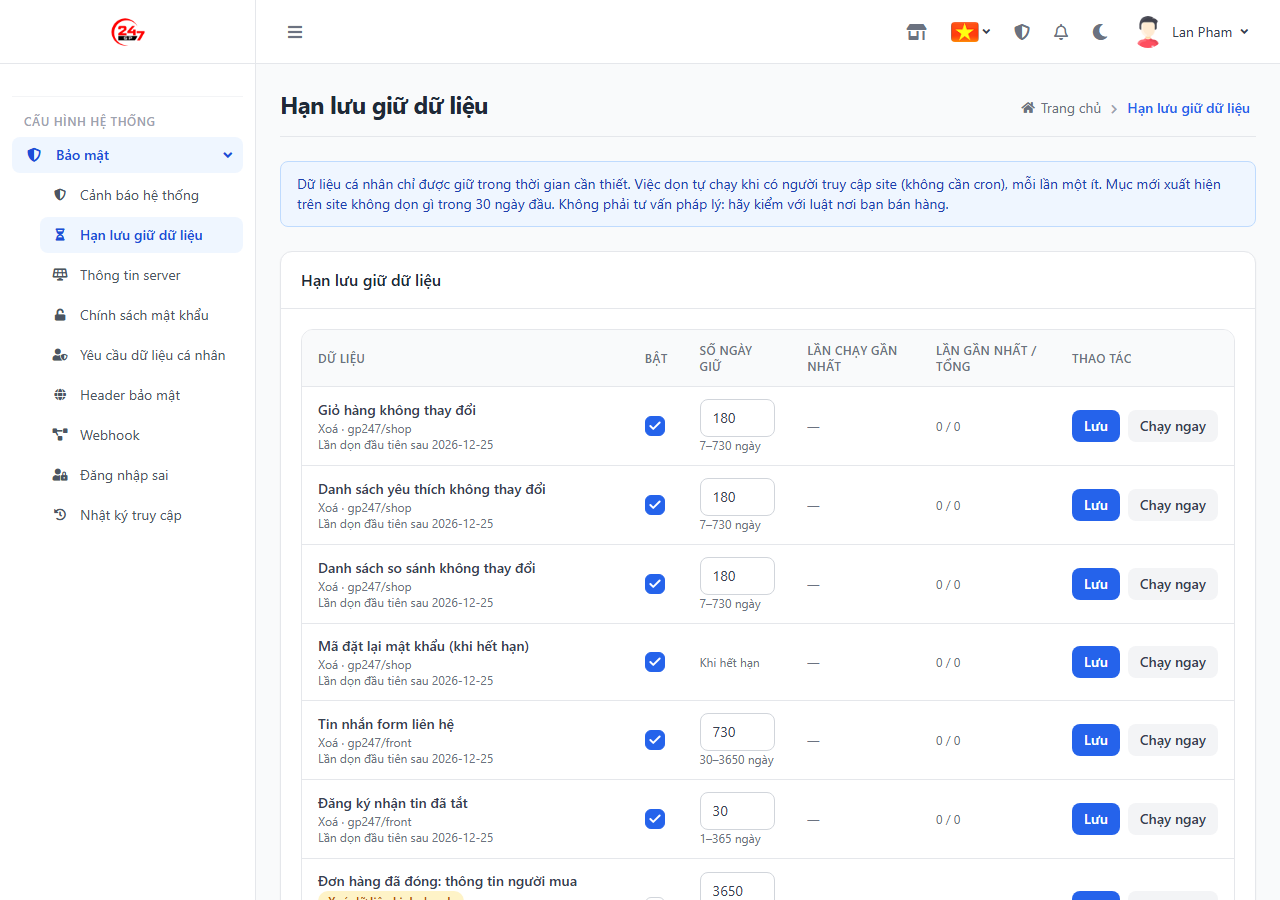 247
GP
Lan Pham
CẤU HÌNH HỆ THỐNG
Bảo mật
Cảnh báo hệ thống
Hạn lưu giữ dữ liệu
Thông tin server
Chính sách mật khẩu
Yêu cầu dữ liệu cá nhân
Header bảo mật
Webhook
Đăng nhập sai
Nhật ký truy cập
Hạn lưu giữ dữ liệu
Trang chủ
Hạn lưu giữ dữ liệu
Dữ liệu cá nhân chỉ được giữ trong thời gian cần thiết. Việc dọn tự chạy khi có người truy cập site (không cần cron), mỗi lần một ít. Mục mới xuất hiện
trên site không dọn gì trong 30 ngày đầu. Không phải tư vấn pháp lý: hãy kiểm với luật nơi bạn bán hàng.
Hạn lưu giữ dữ liệu
DỮ LIỆU BẬT SỐ NGÀY GIỮ LẦN CHẠY GẦN NHẤT LẦN GẦN NHẤT / TỔNG THAO TÁC
Giỏ hàng không thay đổi
Xoá · gp247/shop
Lần dọn đầu tiên sau 2026-12-25
180
7–730 ngày
— 0 / 0 Lưu Chạy ngay
Danh sách yêu thích không thay đổi
Xoá · gp247/shop
Lần dọn đầu tiên sau 2026-12-25
180
7–730 ngày
— 0 / 0 Lưu Chạy ngay
Danh sách so sánh không thay đổi
Xoá · gp247/shop
Lần dọn đầu tiên sau 2026-12-25
180
7–730 ngày
— 0 / 0 Lưu Chạy ngay
Mã đặt lại mật khẩu (khi hết hạn)
Xoá · gp247/shop
Lần dọn đầu tiên sau 2026-12-25
Khi hết hạn
— 0 / 0 Lưu Chạy ngay
Tin nhắn form liên hệ
Xoá · gp247/front
Lần dọn đầu tiên sau 2026-12-25
730
30–3650 ngày
— 0 / 0 Lưu Chạy ngay
Đăng ký nhận tin đã tắt
Xoá · gp247/front
Lần dọn đầu tiên sau 2026-12-25
30
1–365 ngày
— 0 / 0 Lưu Chạy ngay
Đơn hàng đã đóng: thông tin người mua
3650